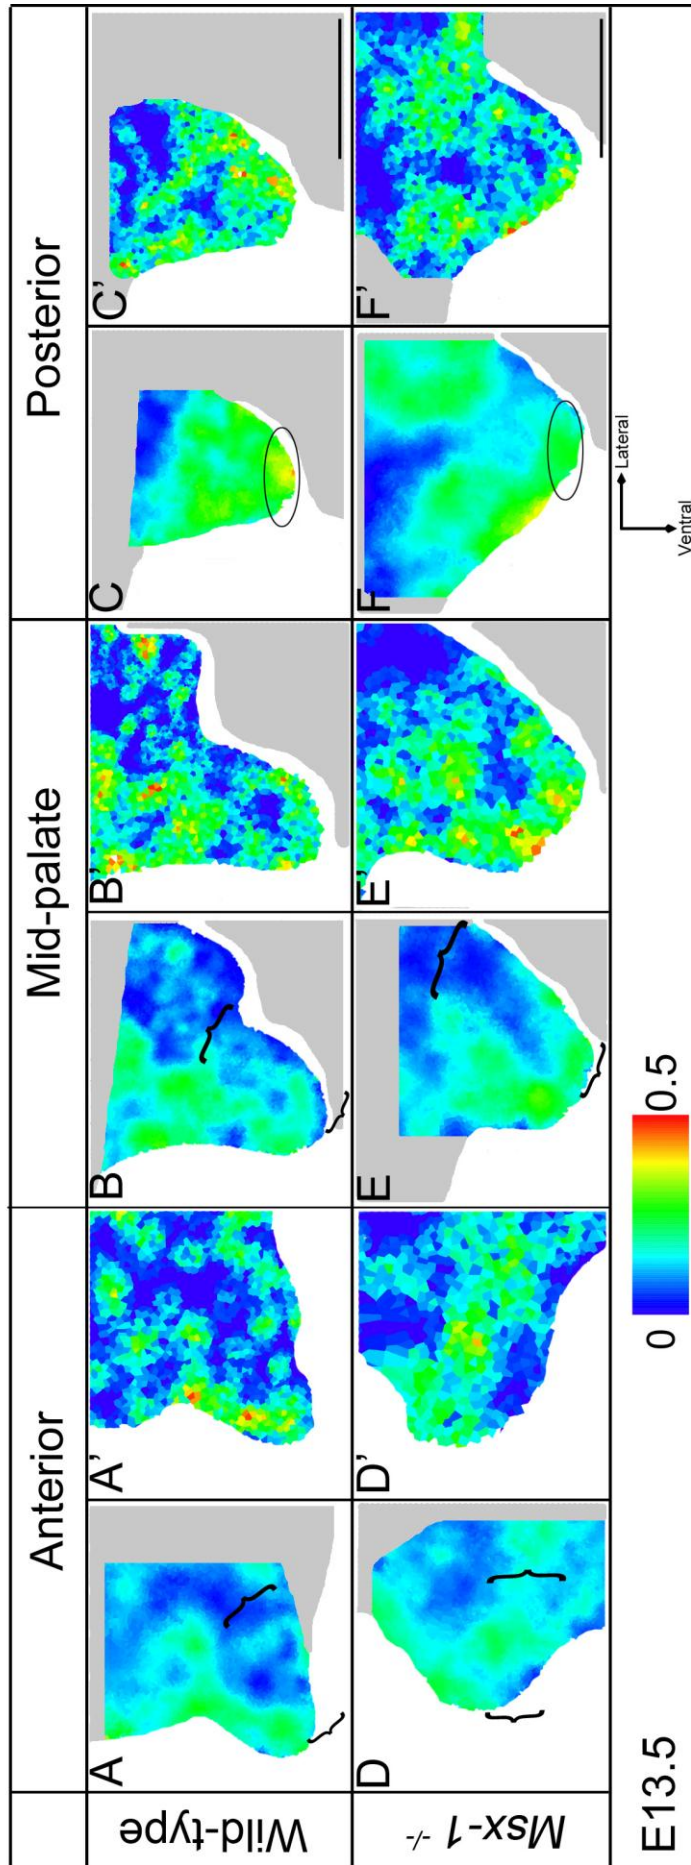 Anterior
Mid-palate
Posterior
Wild-type
A
A'
B
B'
C
C'
Msx-1 -/-
D
D'
E
E'
F
F'
E13.5
0
0.5
Lateral
Ventral